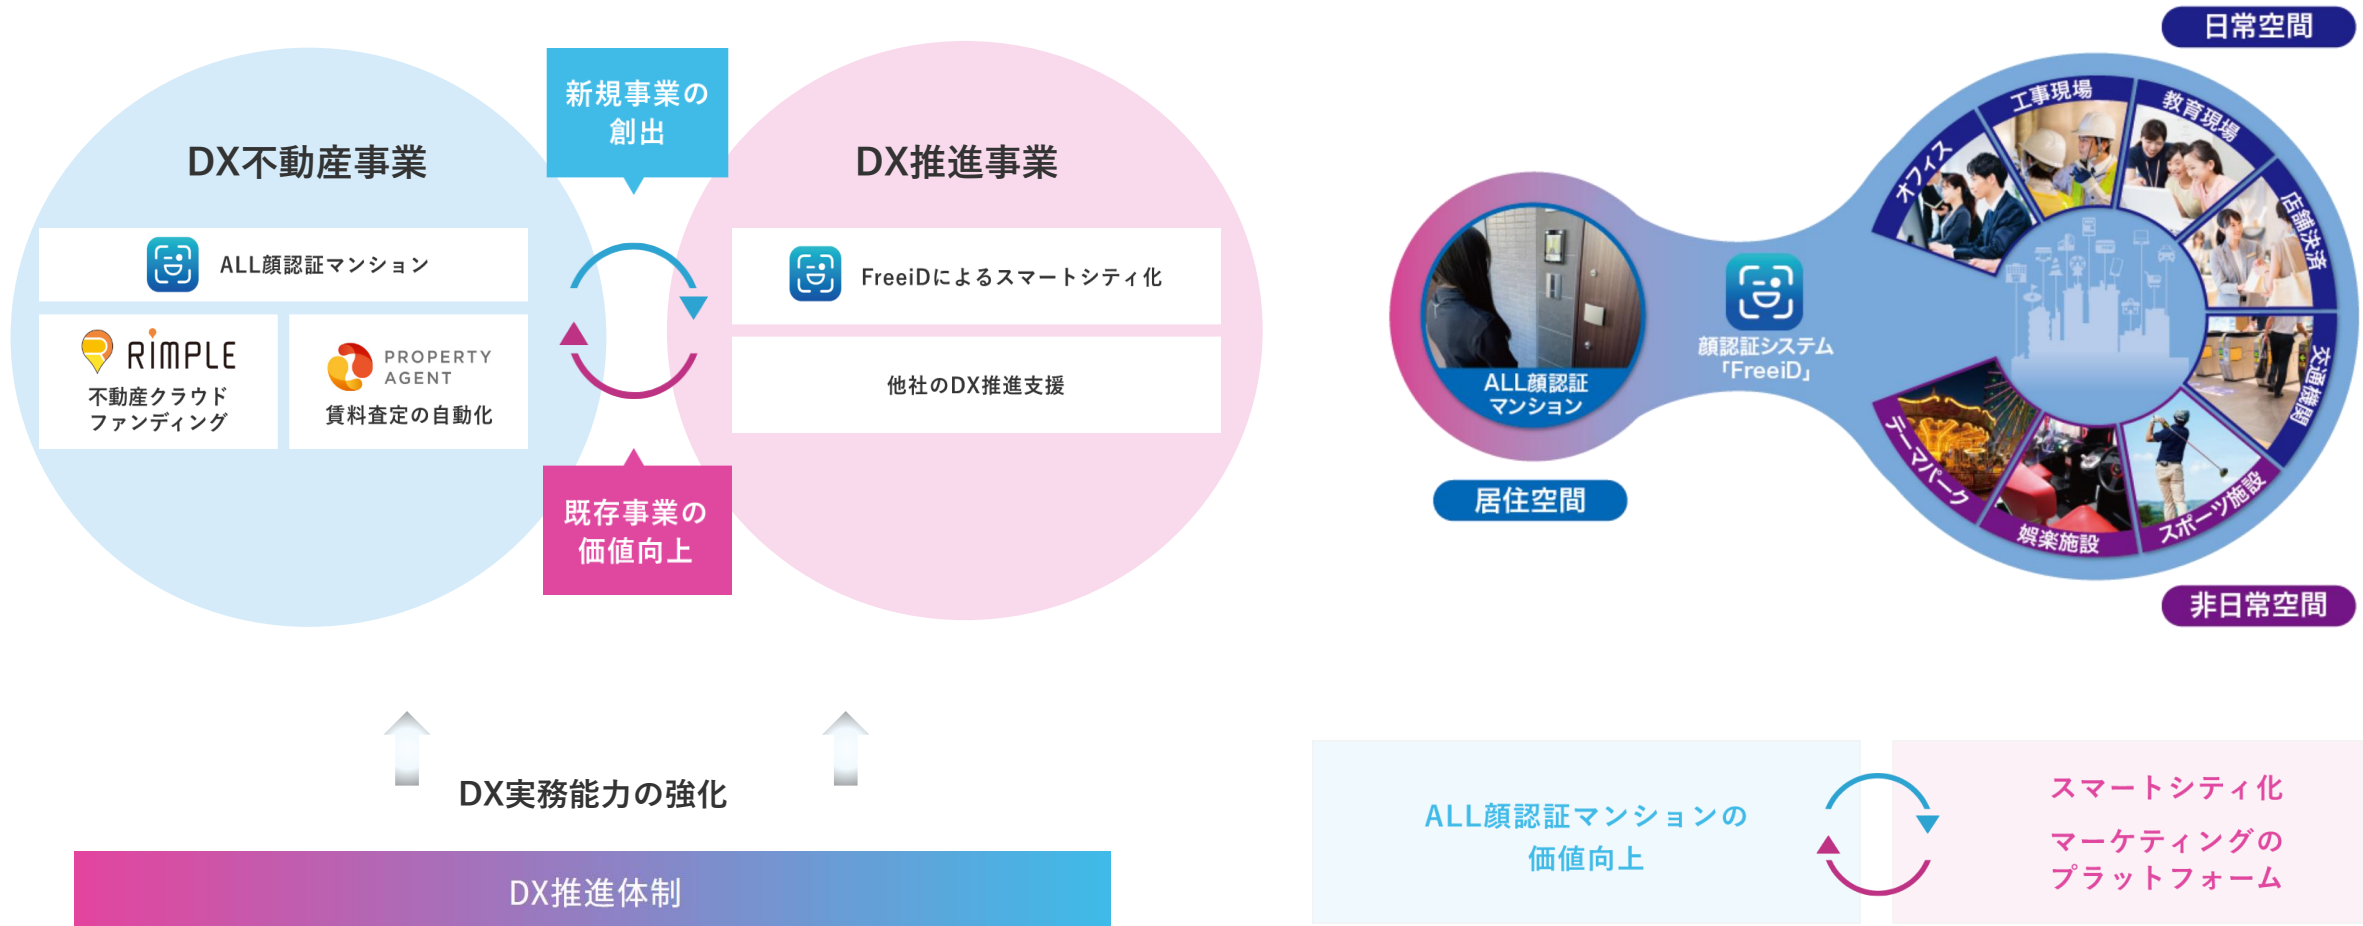 新規事業の
創出
DX不動産事業
DX推進事業
ALL顔認証マンション
RIMPLE
不動産クラウド
ファンディング
PROPERTY
AGENT
賃料査定の自動化
FreeiDによるスマートシティ化
他社のDX推進支援
既存事業の
価値向上
DX実務能力の強化
DX推進体制
日常空間
オフィス
工事現場
教育現場
店舗決済
交通機関
スポーツ施設
娯楽施設
テーマパーク
顔認証システム
「FreeiD」
ALL顔認証
マンション
居住空間
非日常空間
ALL顔認証マンションの
価値向上
スマートシティ化
マーケティングの
プラットフォーム